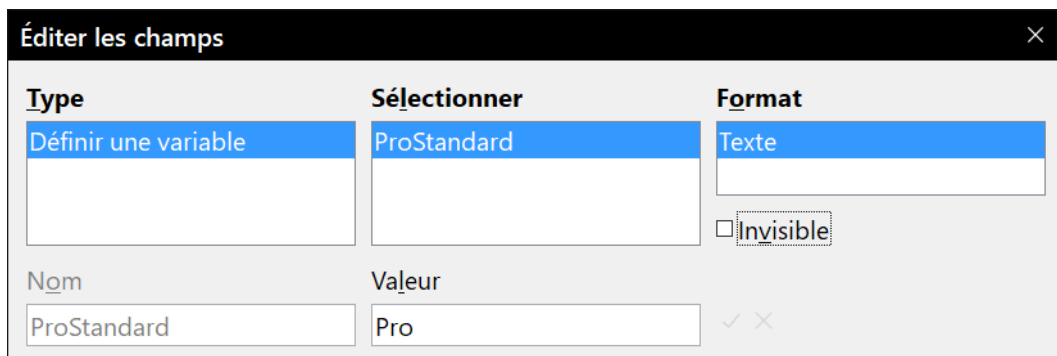 Éditer les champs
Type Sélectionner Format
Définir une variable ProStandard Texte
Invisible
Nom Valeur
ProStandard Pro